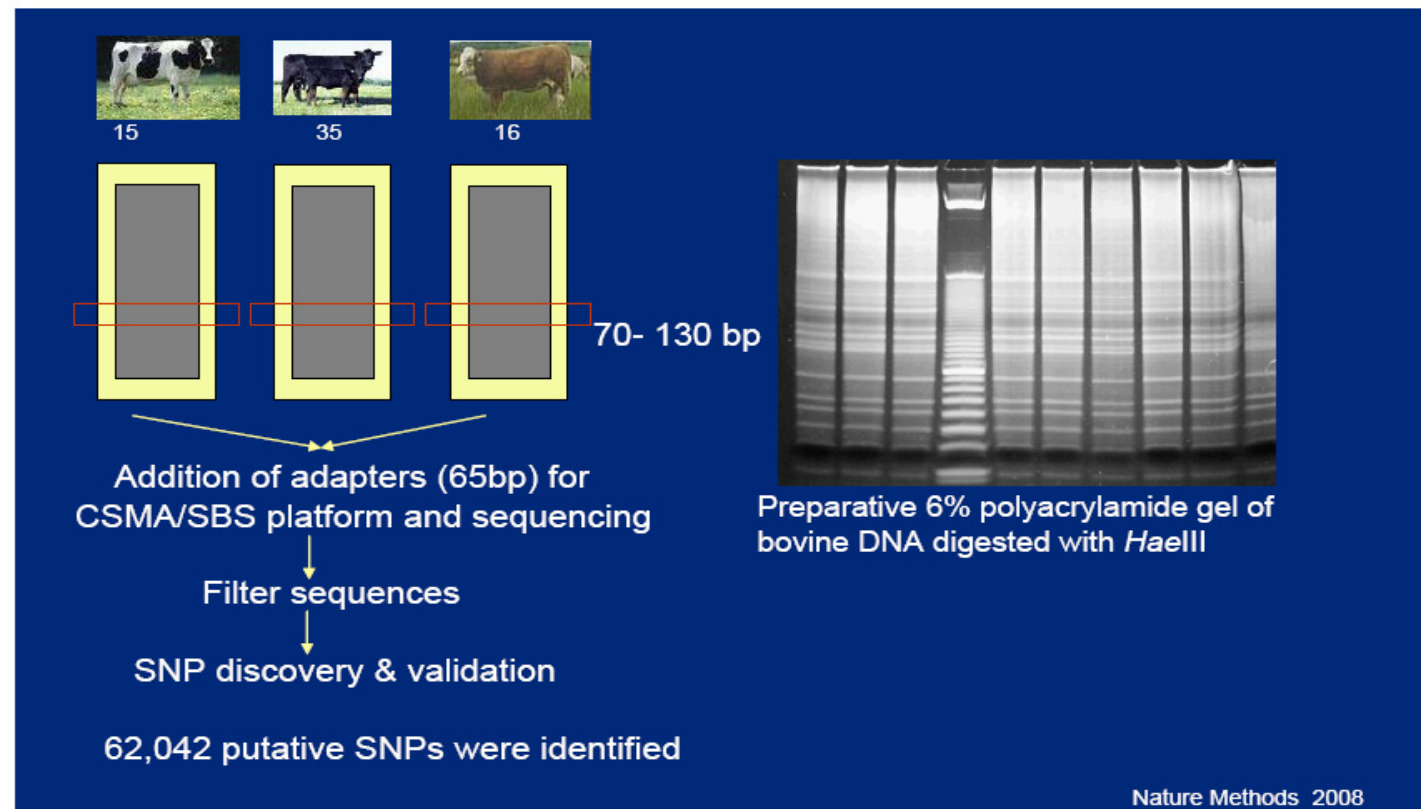 15
35
16
70- 130 bp
Addition of adapters (65bp) for
CSMA/SBS platform and sequencing
Filter sequences
SNP discovery & validation
62,042 putative SNPs were identified
Preparative 6% polyacrylamide gel of
bovine DNA digested with HaeIII
Nature Methods 2008